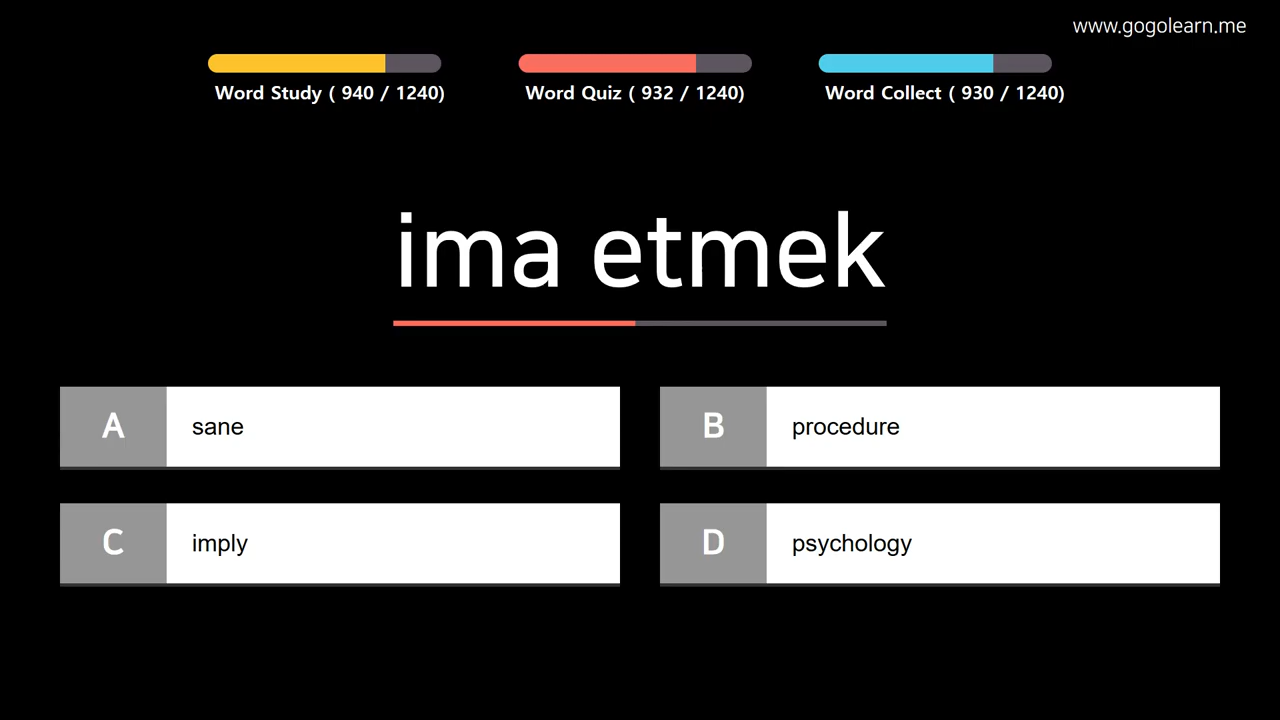 www.gogolearn.me
Word Study ( 940 / 1240)
Word Quiz ( 932 / 1240)
Word Collect ( 930 / 1240)
ima etmek
A sane
B procedure
C imply
D psychology